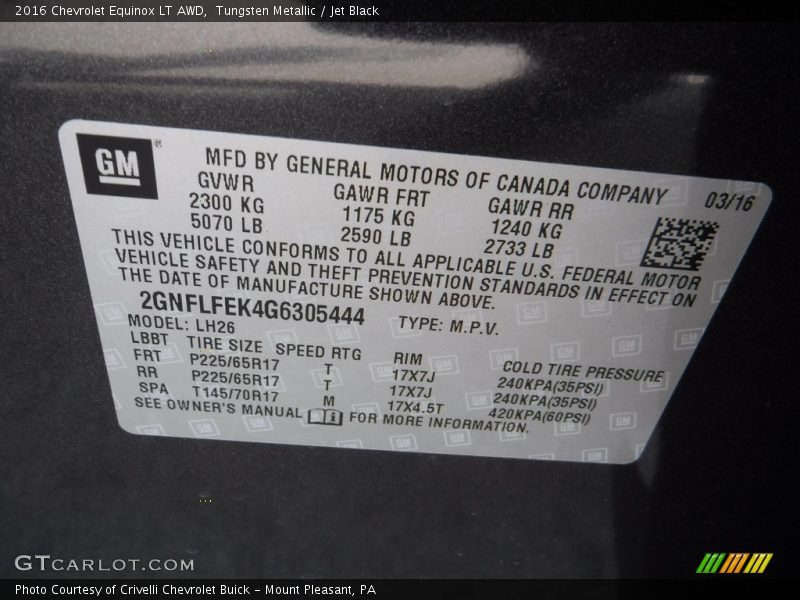 2016 Chevrolet Equinox LT AWD,  Tungsten Metallic / Jet Black
GM®
MFD BY GENERAL MOTORS OF CANADA COMPANY
03/16
GVWR GAWR FRT GAWR RR
2300 KG 1175 KG 1240 KG
5070 LB 2590 LB 2733 LB
THIS VEHICLE CONFORMS TO ALL APPLICABLE U.S. FEDERAL MOTOR
VEHICLE SAFETY AND THEFT PREVENTION STANDARDS IN EFFECT ON
THE DATE OF MANUFACTURE SHOWN ABOVE.
2GNFLFEK4G6305444 TYPE: M.P.V.
MODEL: LH26
LBBT TIRE SIZE SPEED RTG RIM COLD TIRE PRESSURE
FRT P225/65R17 T 17X7J 240KPA(35PSI)
RR P225/65R17 T 17X7J 240KPA(35PSI)
SPA T145/70R17 M 17X4.5T 420KPA(60PSI)
SEE OWNER'S MANUAL FOR MORE INFORMATION.
GTCARLOT.COM
Photo Courtesy of Crivelli Chevrolet Buick – Mount Pleasant, PA